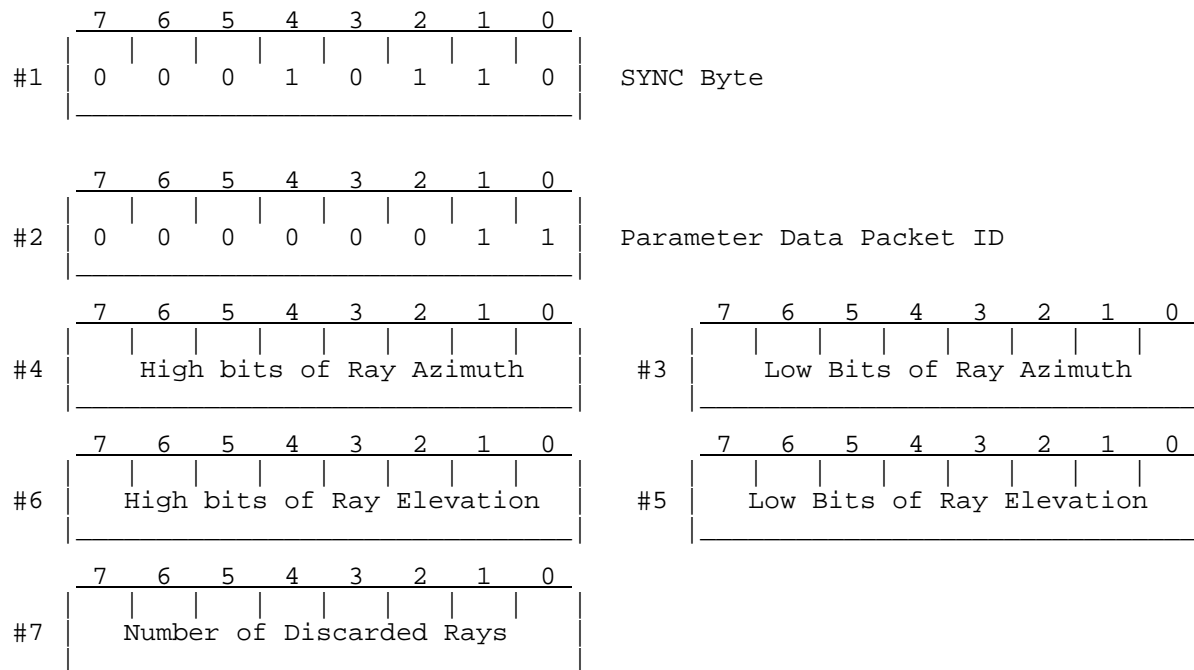 7 6 5 4 3 2 1 0
#1 0 0 0 1 0 1 1 0 SYNC Byte
7 6 5 4 3 2 1 0
#2 0 0 0 0 0 0 1 1 Parameter Data Packet ID
7 6 5 4 3 2 1 0 7 6 5 4 3 2 1 0
#4 High bits of Ray Azimuth #3 Low Bits of Ray Azimuth
7 6 5 4 3 2 1 0 7 6 5 4 3 2 1 0
#6 High bits of Ray Elevation #5 Low Bits of Ray Elevation
7 6 5 4 3 2 1 0
#7 Number of Discarded Rays